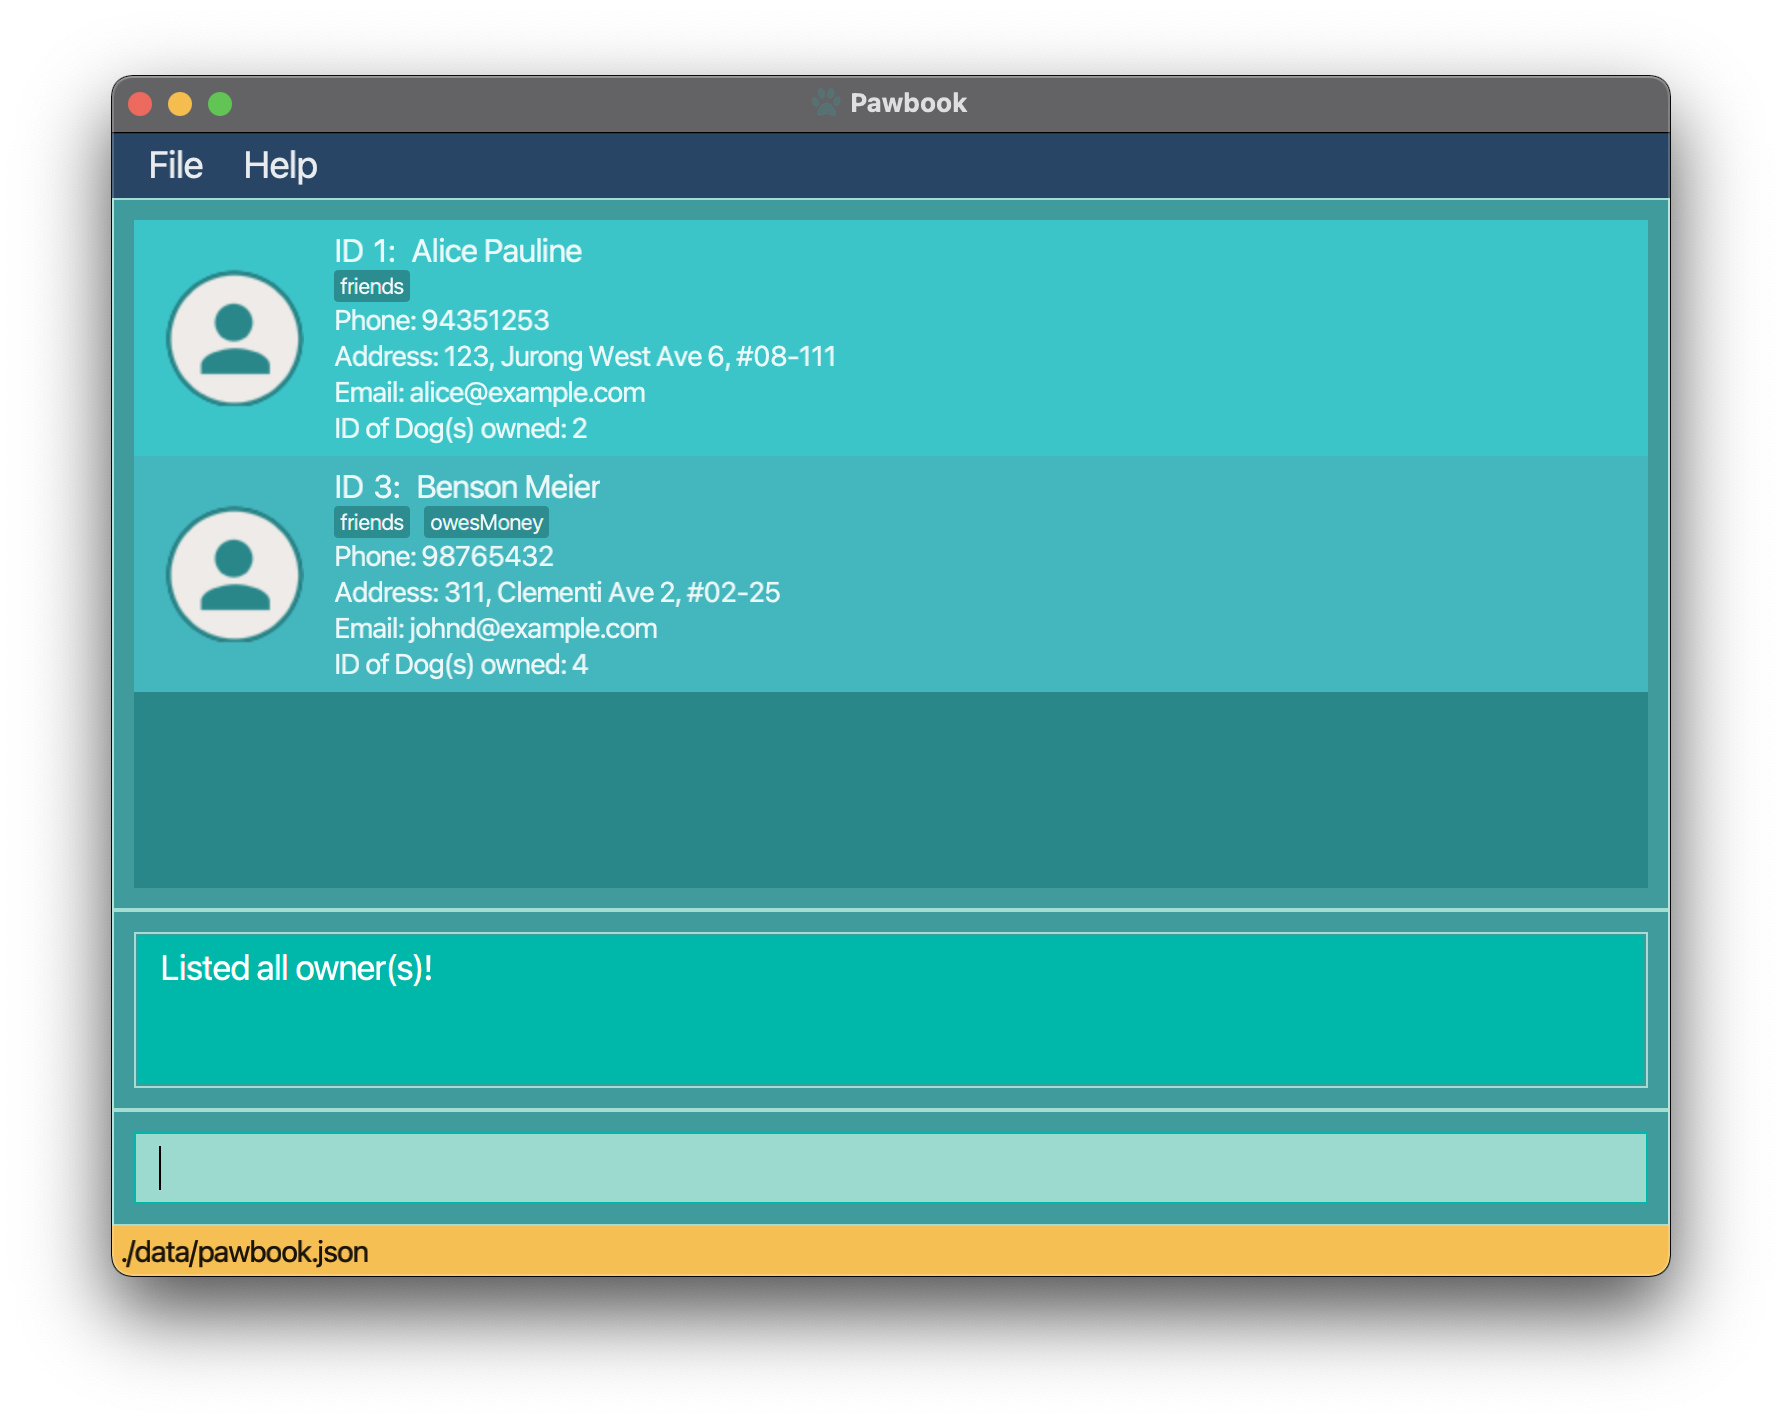 Pawbook
File Help
ID 1: Alice Pauline
friends
Phone: 94351253
Address: 123, Jurong West Ave 6, #08-111
Email: alice@example.com
ID of Dog(s) owned: 2
ID 3: Benson Meier
friends owesMoney
Phone: 98765432
Address: 311, Clementi Ave 2, #02-25
Email: johnd@example.com
ID of Dog(s) owned: 4
Listed all owner(s)!
./data/pawbook.json